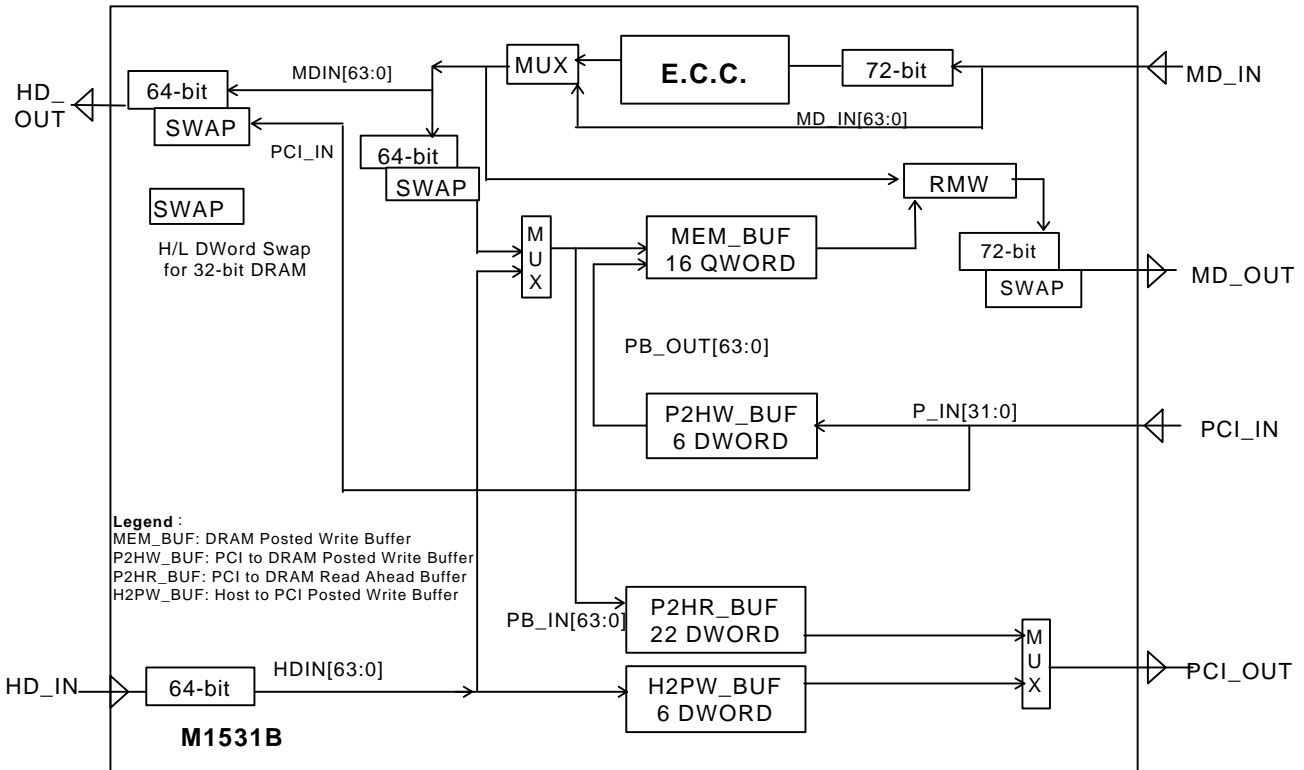 MUX
E.C.C.
72-bit
MD_IN
MDIN[63:0]
HD_
OUT
64-bit
SWAP
MD_IN[63:0]
PCI_IN
64-bit
SWAP
RMW
SWAP
H/L DWord Swap
for 32-bit DRAM
M
U
X
MEM_BUF
16 QWORD
72-bit
SWAP
MD_OUT
PB_OUT[63:0]
P2HW_BUF
6 DWORD
P_IN[31:0]
PCI_IN
Legend :
MEM_BUF: DRAM Posted Write Buffer
P2HW_BUF: PCI to DRAM Posted Write Buffer
P2HR_BUF: PCI to DRAM Read Ahead Buffer
H2PW_BUF: Host to PCI Posted Write Buffer
PB_IN[63:0]
P2HR_BUF
22 DWORD
M
U
X
PCI_OUT
HD_IN
64-bit
HDIN[63:0]
H2PW_BUF
6 DWORD
M1531B